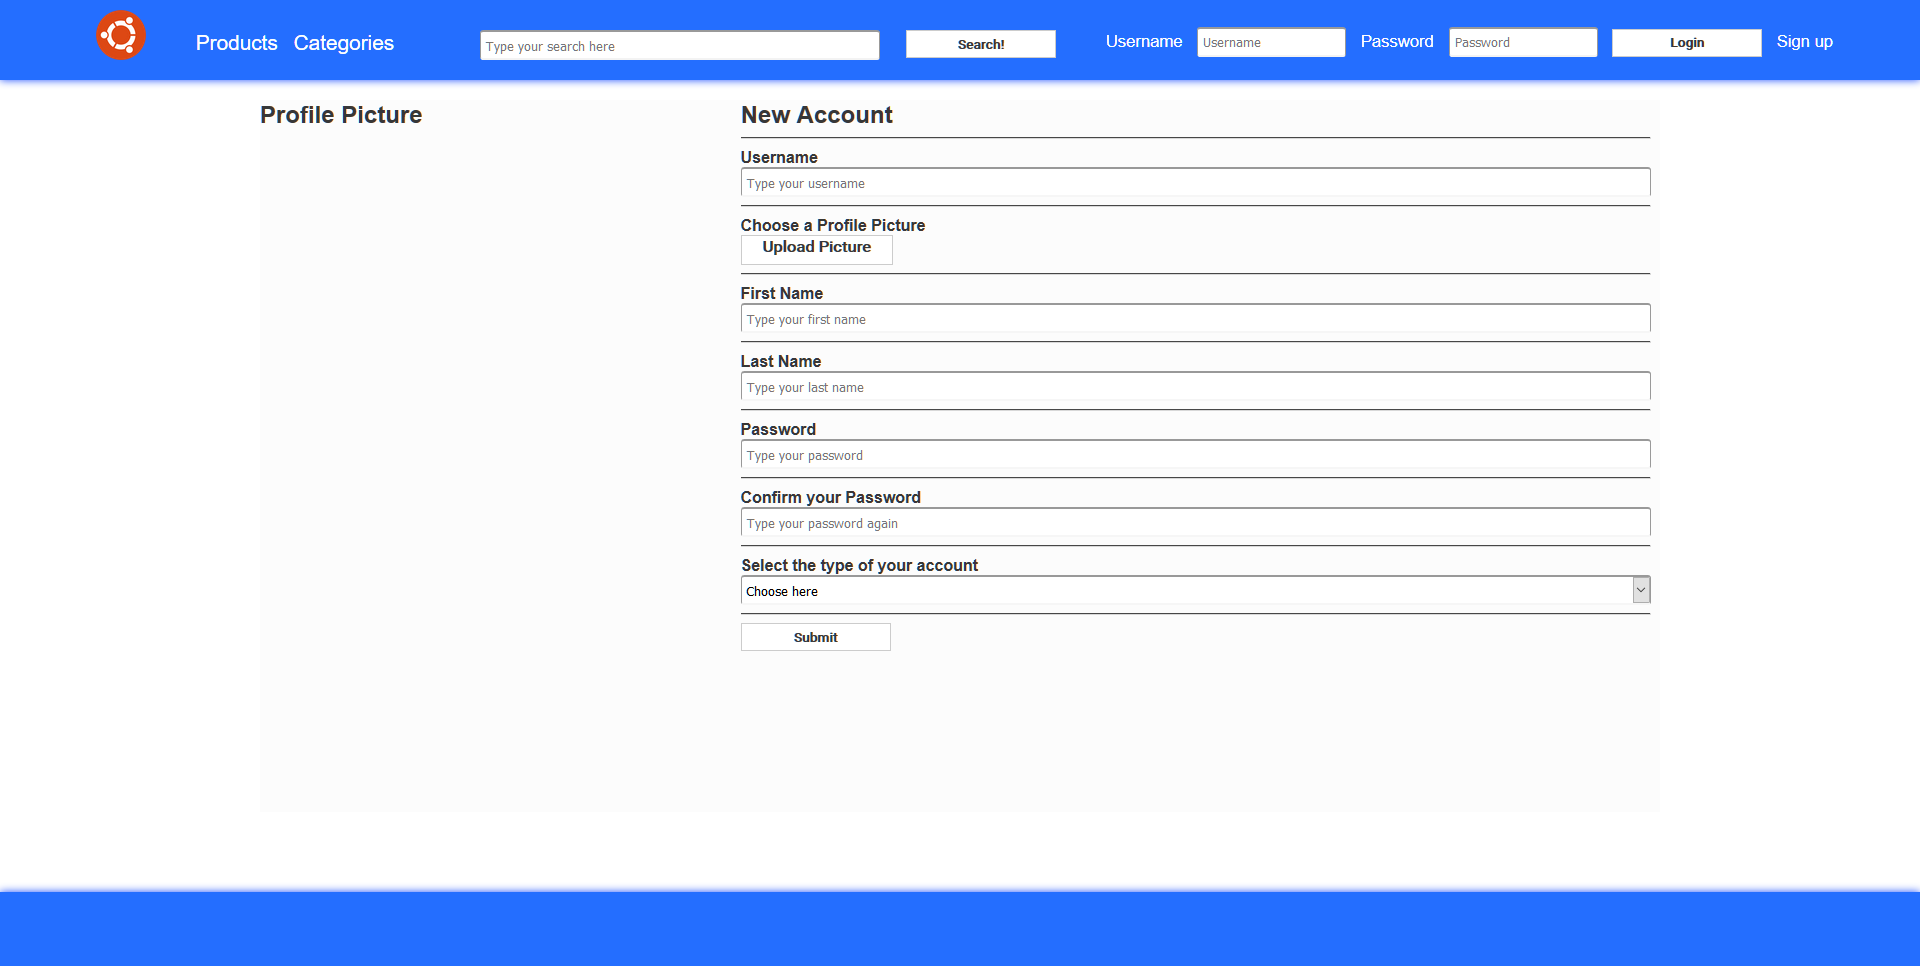 Products Categories Type your search here Search! Username Username Password Password Login Sign up
Profile Picture
New Account
Username
Type your username
Choose a Profile Picture
Upload Picture
First Name
Type your first name
Last Name
Type your last name
Password
Type your password
Confirm your Password
Type your password again
Select the type of your account
Choose here
Submit